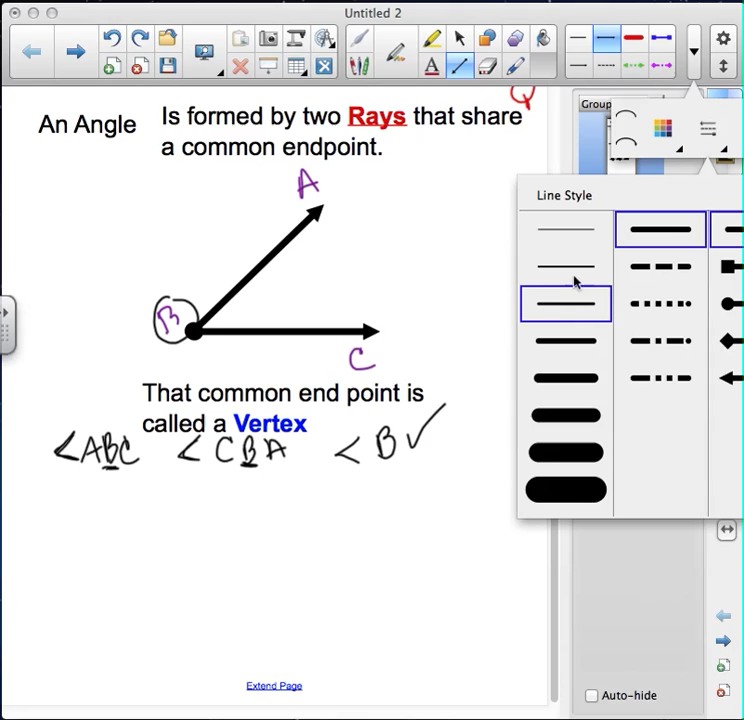 Untitled 2
Q
An Angle
Is formed by two Rays that share
a common endpoint.
A
B
C
That common end point is
called a Vertex
<ABC <CBA <B✓
Extend Page
Group
Line Style
Auto-hide